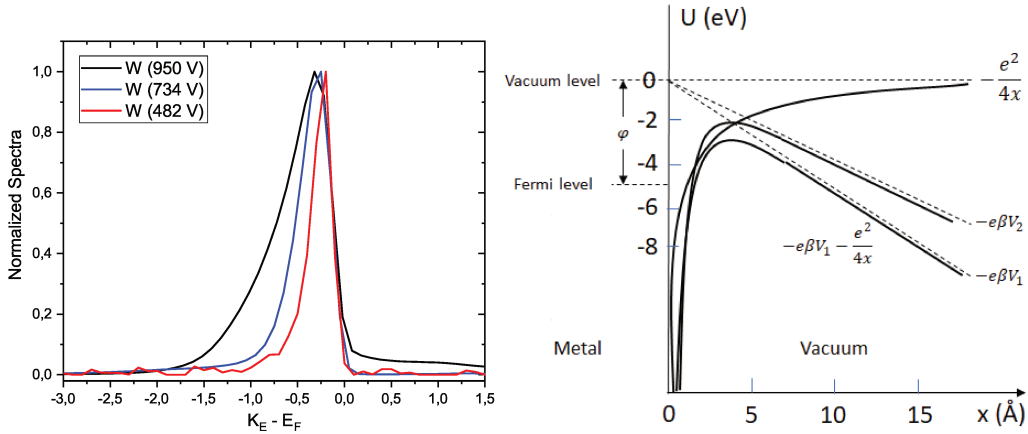 Normalized Spectra
1,0
0,8
0,6
0,4
0,2
0,0
W (950 V)
W (734 V)
W (482 V)
-3,0 -2,5 -2,0 -1,5 -1,0 -0,5 0,0 0,5 1,0 1,5
K_E - E_F
U (eV)
Vacuum level
0
-2
-4
-6
-8
φ
Fermi level
-e²/4x
-eβV₂
-eβV₁
-eβV₁ - e²/4x
Metal
Vacuum
0 5 10 15 x (Å)